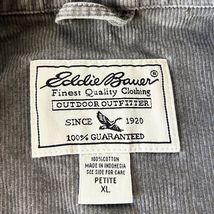 Eddie Bauer®
Finest Quality Clothing
OUTDOOR OUTFITTER
SINCE 1920
100% GUARANTEED
100% COTTON
MADE IN INDONESIA
SEE SIDE FOR CARE
PETITE
XL